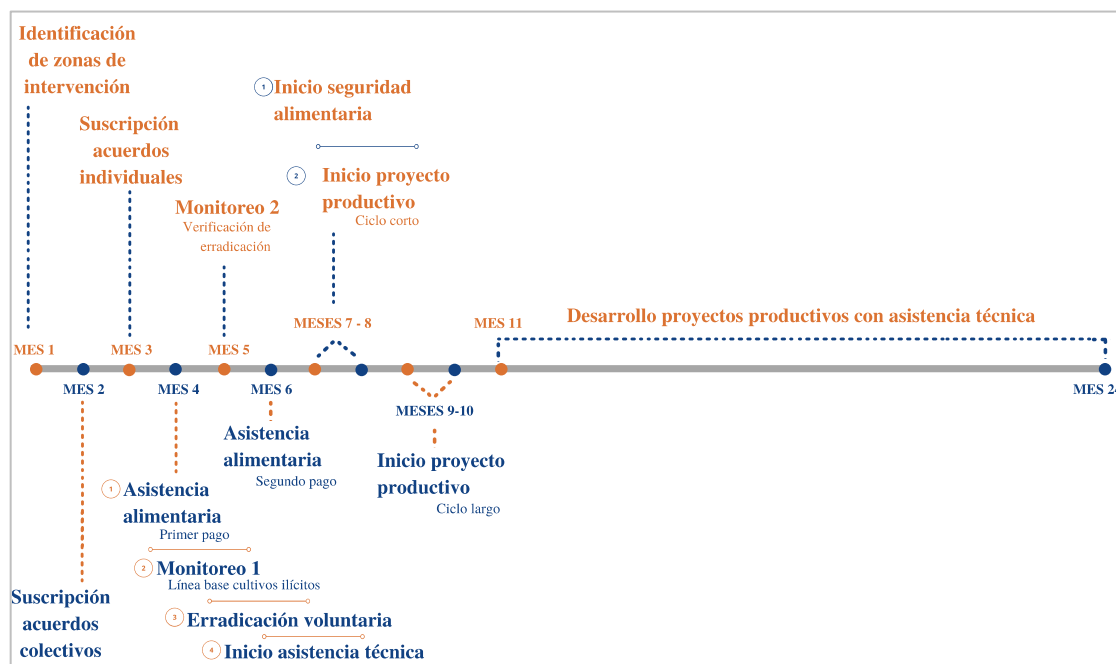 Identificación
de zonas de
intervención
1
Inicio seguridad
alimentaria
Suscripción
acuerdos
individuales
2
Inicio proyecto
productivo
Ciclo corto
Monitoreo 2
Verificación de
erradicación
Desarrollo proyectos productivos con asistencia técnica
MES 1
MES 3
MES 5
MESES 7 - 8
MES 11
MES 2
MES 4
MES 6
MESES 9-10
MES 24
Asistencia
alimentaria
Segundo pago
Inicio proyecto
productivo
Ciclo largo
1
Asistencia
alimentaria
Primer pago
2
Monitoreo 1
Línea base cultivos ilícitos
Suscripción
acuerdos
colectivos
3
Erradicación voluntaria
4
Inicio asistencia técnica